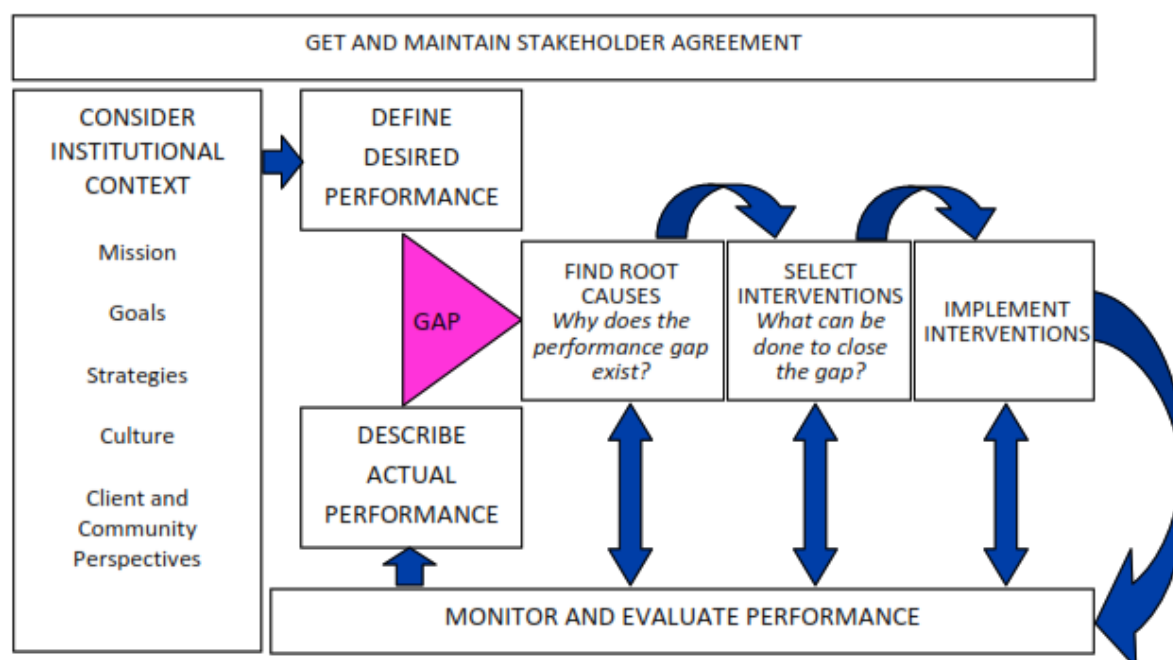 GET AND MAINTAIN STAKEHOLDER AGREEMENT
CONSIDER
INSTITUTIONAL
CONTEXT
Mission
Goals
Strategies
Culture
Client and
Community
Perspectives
DEFINE
DESIRED
PERFORMANCE
GAP
DESCRIBE
ACTUAL
PERFORMANCE
FIND ROOT
CAUSES
Why does the
performance gap
exist?
SELECT
INTERVENTIONS
What can be
done to close
the gap?
IMPLEMENT
INTERVENTIONS
MONITOR AND EVALUATE PERFORMANCE